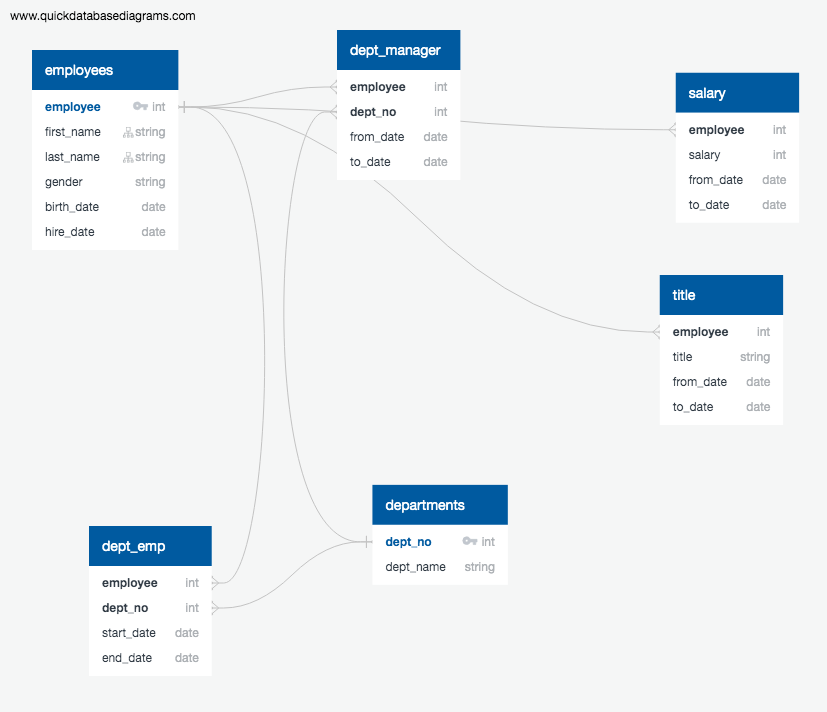 www.quickdatabasediagrams.com
employees
employee int
first_name string
last_name string
gender string
birth_date date
hire_date date
dept_manager
employee int
dept_no int
from_date date
to_date date
salary
employee int
salary int
from_date date
to_date date
title
employee int
title string
from_date date
to_date date
departments
dept_no int
dept_name string
dept_emp
employee int
dept_no int
start_date date
end_date date